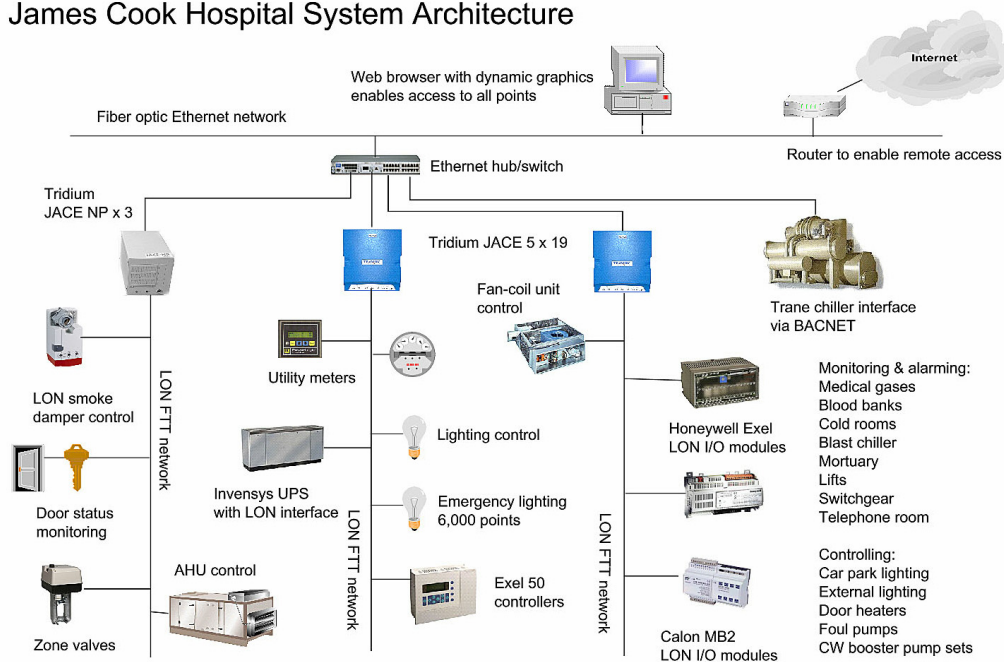 James Cook Hospital System Architecture
Internet
Web browser with dynamic graphics
enables access to all points
Fiber optic Ethernet network
Router to enable remote access
Ethernet hub/switch
Tridium
JACE NP x 3
Tridium JACE 5 x 19
Fan-coil unit
control
Trane chiller interface
via BACNET
Utility meters
LON smoke
damper control
LON FTT network
Door status
monitoring
Zone valves
AHU control
Invensys UPS
with LON interface
LON FTT network
Lighting control
Emergency lighting
6,000 points
Exel 50
controllers
LON FTT network
Honeywell Exel
LON I/O modules
Calon MB2
LON I/O modules
Monitoring & alarming:
Medical gases
Blood banks
Cold rooms
Blast chiller
Mortuary
Lifts
Switchgear
Telephone room
Controlling:
Car park lighting
External lighting
Door heaters
Foul pumps
CW booster pump sets